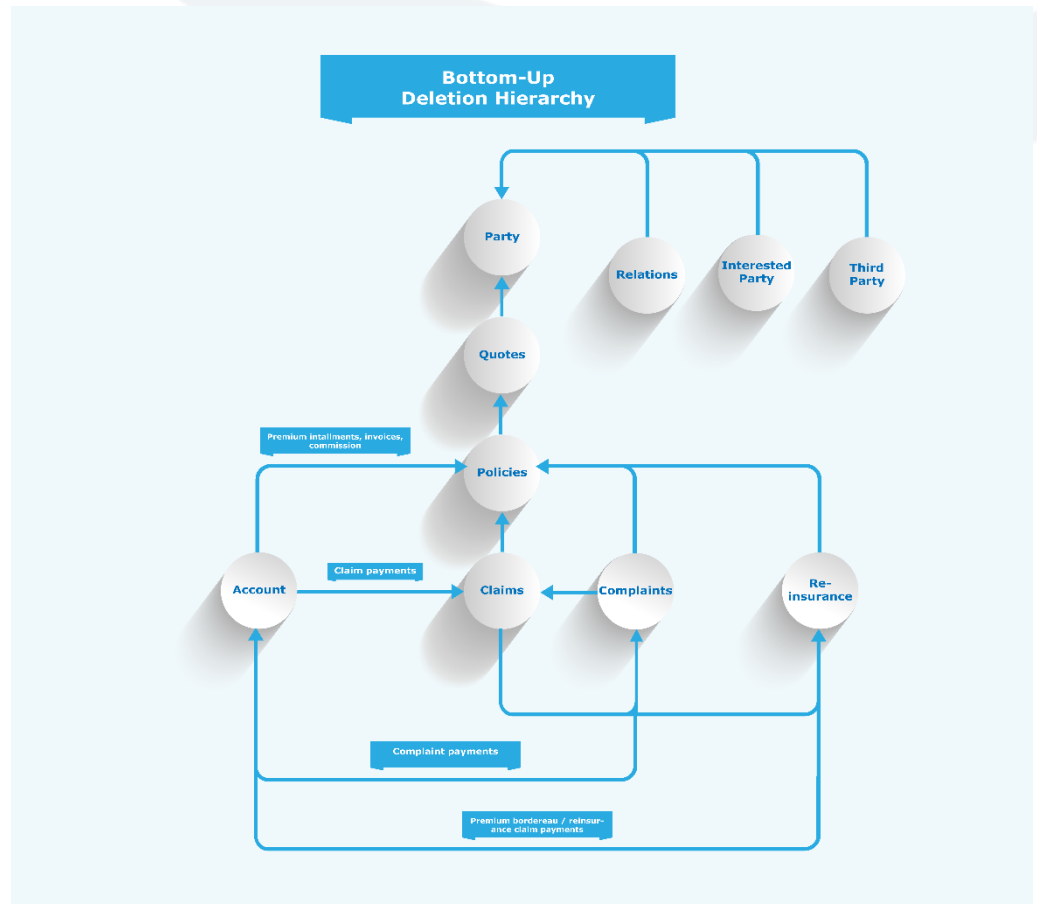 Bottom-Up
Deletion Hierarchy
Party
Relations
Interested
Party
Third
Party
Quotes
Premium intallments, invoices,
commission
Policies
Account
Claim payments
Claims
Complaints
Re-
insurance
Complaint payments
Premium bordereau / reinsur-
ance claim payments